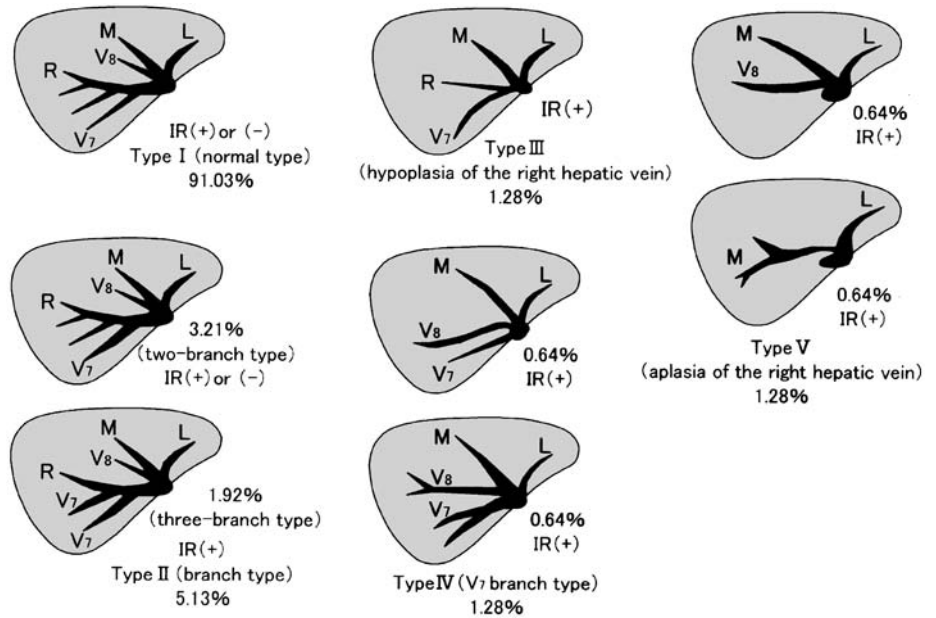 M
L
V8
R
V7
IR(+) or (-)
Type I (normal type)
91.03%
M
L
V8
R
V7
3.21%
(two-branch type)
IR(+) or (-)
M
L
V8
R
V7
V7
1.92%
(three-branch type)
IR(+)
Type II (branch type)
5.13%
M
L
R
V7
IR(+)
Type III
(hypoplasia of the right hepatic vein)
1.28%
M
L
V8
V7
0.64%
IR(+)
M
L
V8
V7
0.64%
IR(+)
Type IV (V7 branch type)
1.28%
M
L
V8
0.64%
IR(+)
L
M
0.64%
IR(+)
Type V
(aplasia of the right hepatic vein)
1.28%